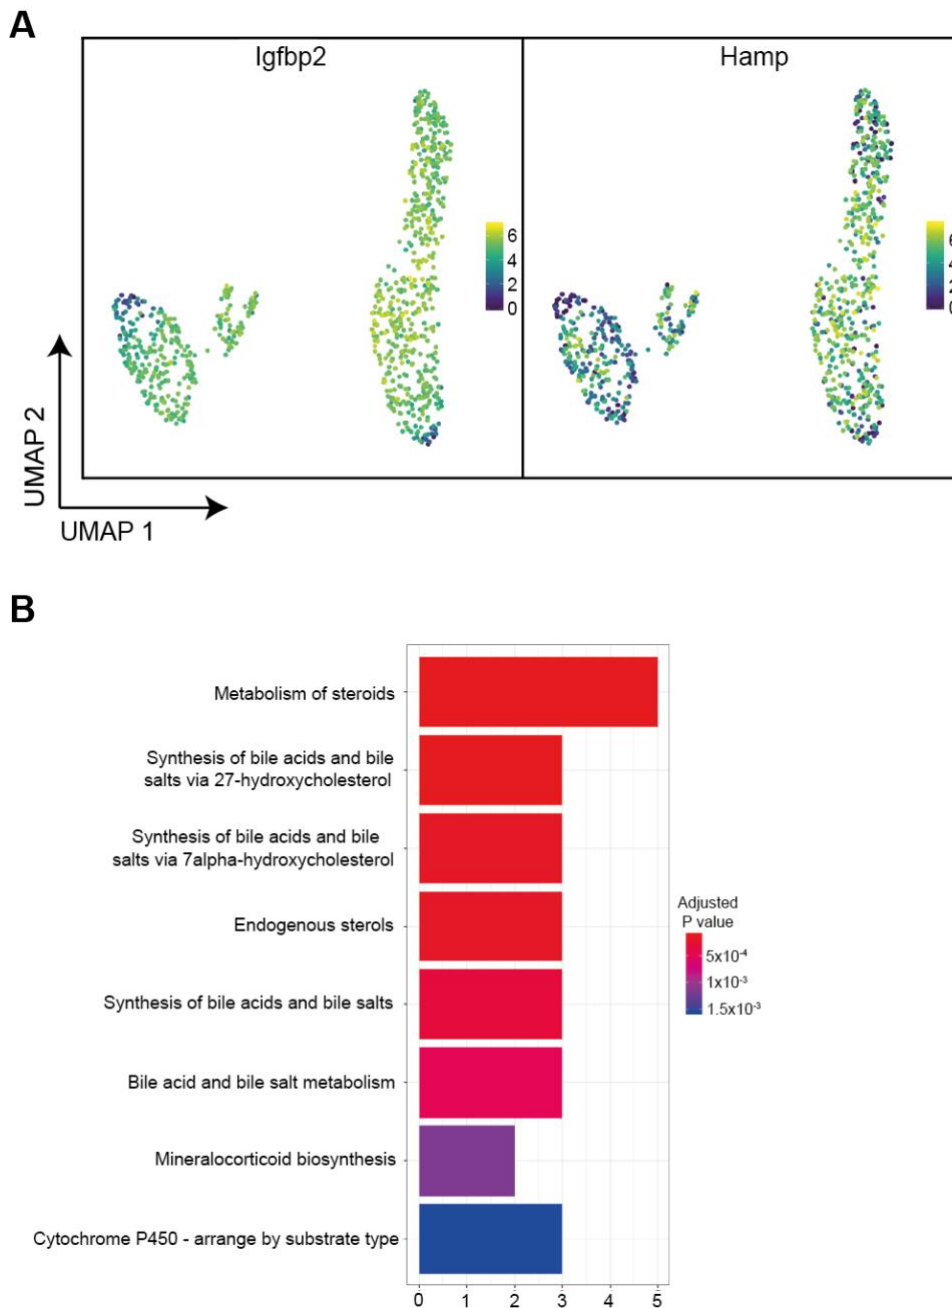 A
Igfbp2
Hamp
6
4
2
0
6
4
2
0
UMAP 2
UMAP 1
B
Metabolism of steroids
Synthesis of bile acids and bile
salts via 27-hydroxycholesterol
Synthesis of bile acids and bile
salts via 7alpha-hydroxycholesterol
Endogenous sterols
Synthesis of bile acids and bile salts
Bile acid and bile salt metabolism
Mineralocorticoid biosynthesis
Cytochrome P450 - arrange by substrate type
0 1 2 3 4 5
Adjusted
P value
5x10⁻⁴
1x10⁻³
1.5x10⁻³